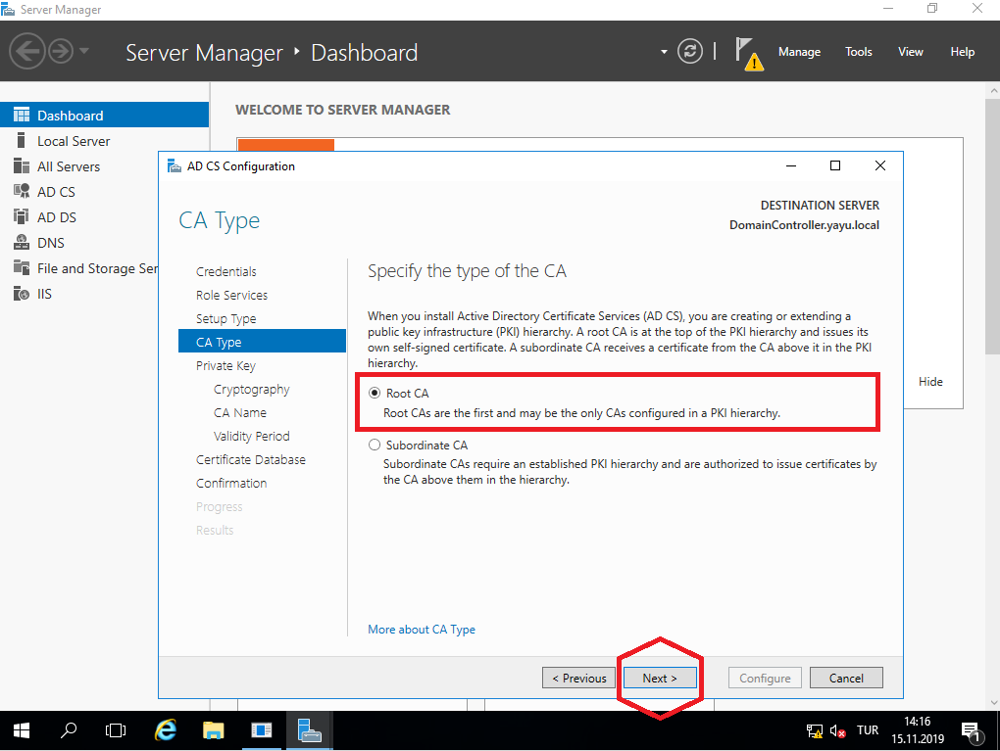 Server Manager
Server Manager ‣ Dashboard
Manage
Tools
View
Help
Dashboard
Local Server
All Servers
AD CS
AD DS
DNS
File and Storage Ser
IIS
WELCOME TO SERVER MANAGER
Hide
AD CS Configuration
CA Type
DESTINATION SERVER
DomainController.yayu.local
Credentials
Role Services
Setup Type
CA Type
Private Key
Cryptography
CA Name
Validity Period
Certificate Database
Confirmation
Progress
Results
Specify the type of the CA
When you install Active Directory Certificate Services (AD CS), you are creating or extending a
public key infrastructure (PKI) hierarchy. A root CA is at the top of the PKI hierarchy and issues its
own self-signed certificate. A subordinate CA receives a certificate from the CA above it in the PKI
hierarchy.
Root CA
Root CAs are the first and may be the only CAs configured in a PKI hierarchy.
Subordinate CA
Subordinate CAs require an established PKI hierarchy and are authorized to issue certificates by
the CA above them in the hierarchy.
More about CA Type
< Previous
Next >
Configure
Cancel
TUR
14:16
15.11.2019
1